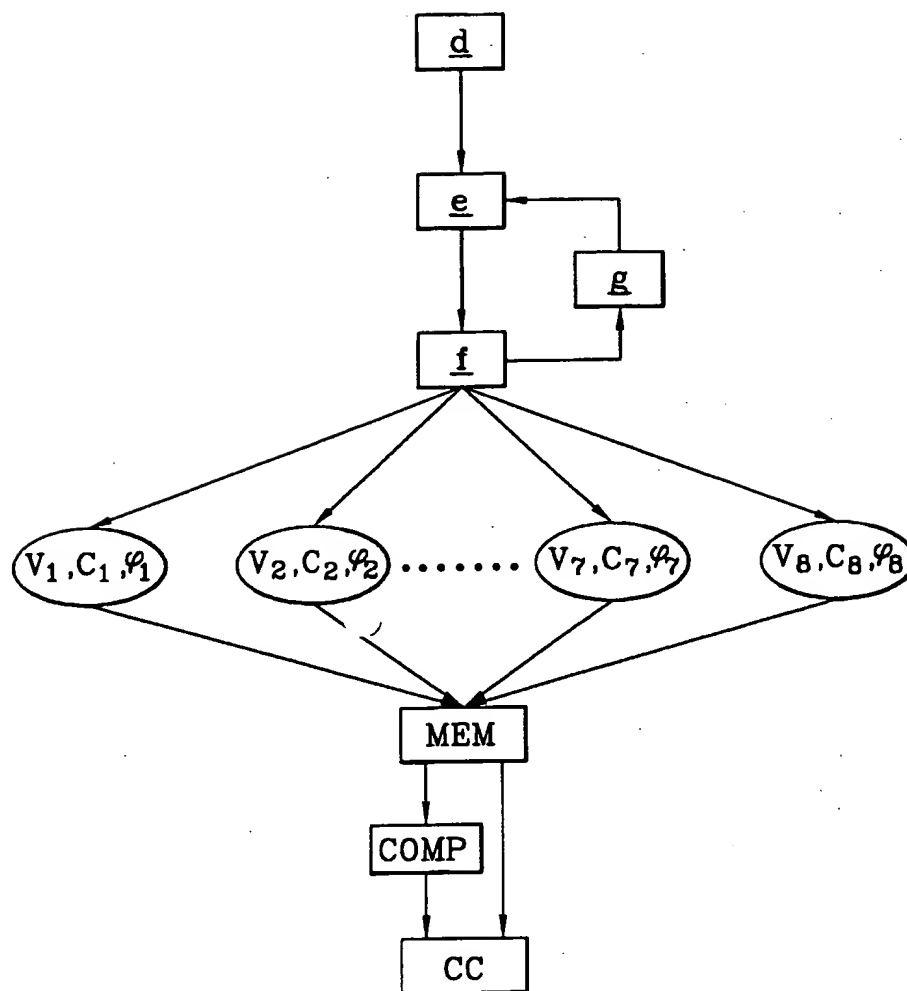 d
e
g
f
V₁,C₁,φ₁ V₂,C₂,φ₂ ....... V₇,C₇,φ₇ V₈,C₈,φ₈
MEM
COMP
CC